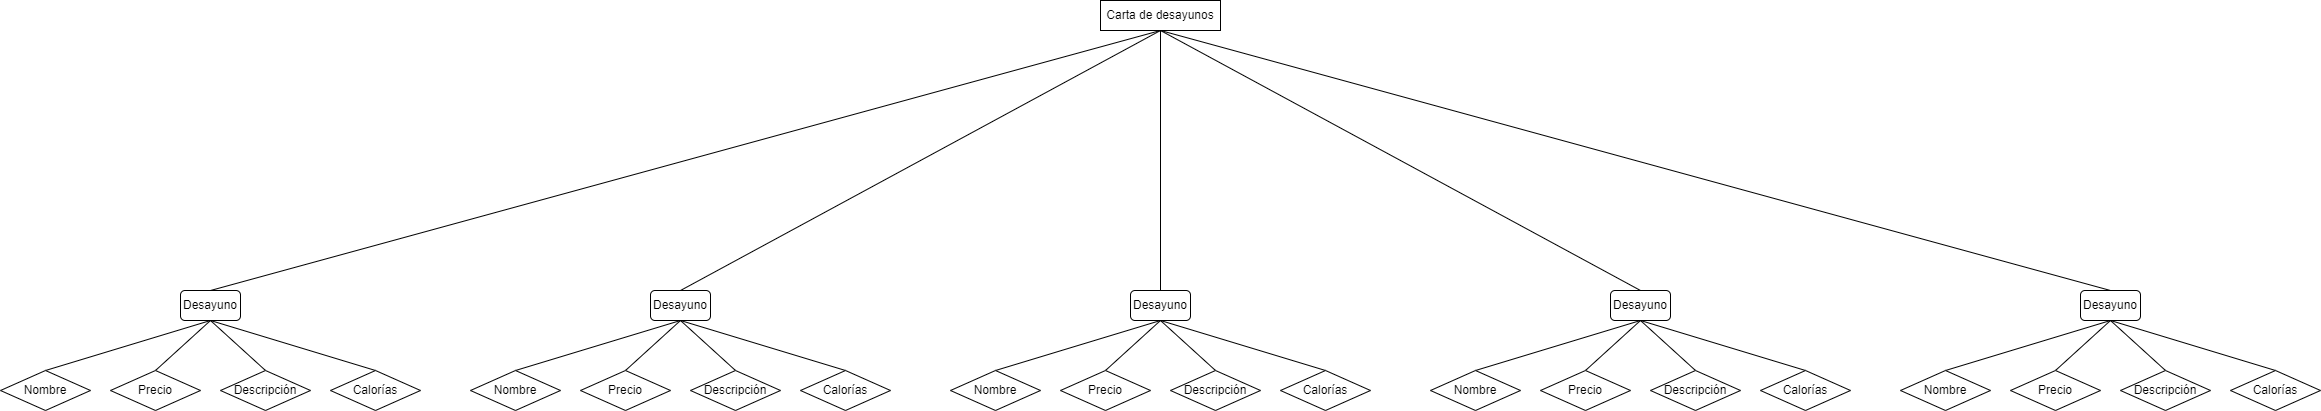 Carta de desayunos
Desayuno
Desayuno
Desayuno
Desayuno
Desayuno
Nombre
Precio
Descripción
Calorías
Nombre
Precio
Descripción
Calorías
Nombre
Precio
Descripción
Calorías
Nombre
Precio
Descripción
Calorías
Nombre
Precio
Descripción
Calorías